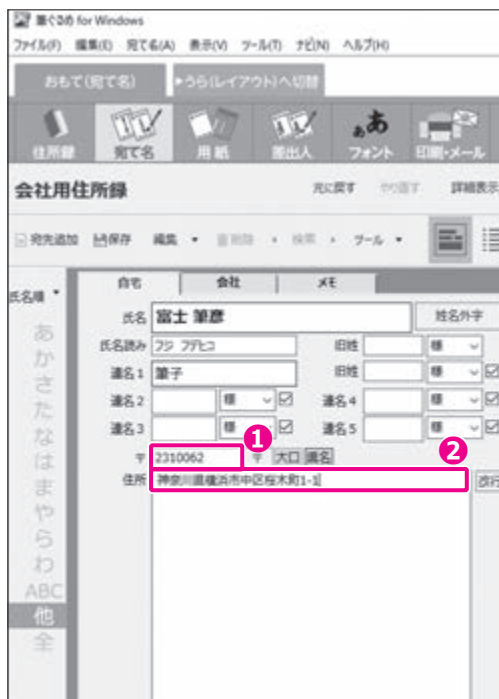 筆ぐるめ for Windows
ファイル(F) 編集(E) 宛て名(A) 表示(V) ツール(T) ナビ(N) ヘルプ(H)
おもて(宛て名) ▶うら(レイアウト)へ切替
住所録 宛て名 用紙 差出人 フォント 印刷・メール
会社用住所録 元に戻す やり直す 詳細表示
宛先追加 保存 編集 検索 ツール
氏名順
自宅 会社 メモ
氏名 富士 筆彦 姓名外字
氏名読み フジ フデヒコ 旧姓 様
連名1 筆子 旧姓 様
連名2 様 連名4 様
連名3 様 連名5 様
❶ ❷
〒 2310062 〒 大口 県名
住所 神奈川県横浜市中区桜木町1-1 改行
あ
か
さ
た
な
は
ま
や
ら
わ
ABC
他
全